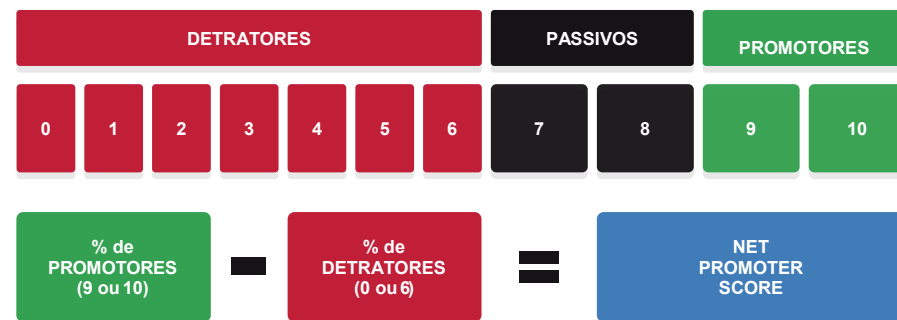 DETRATORES PASSIVOS PROMOTORES
0 1 2 3 4 5 6 7 8 9 10
% de
PROMOTORES
(9 ou 10)
% de
DETRATORES
(0 ou 6)
NET
PROMOTER
SCORE